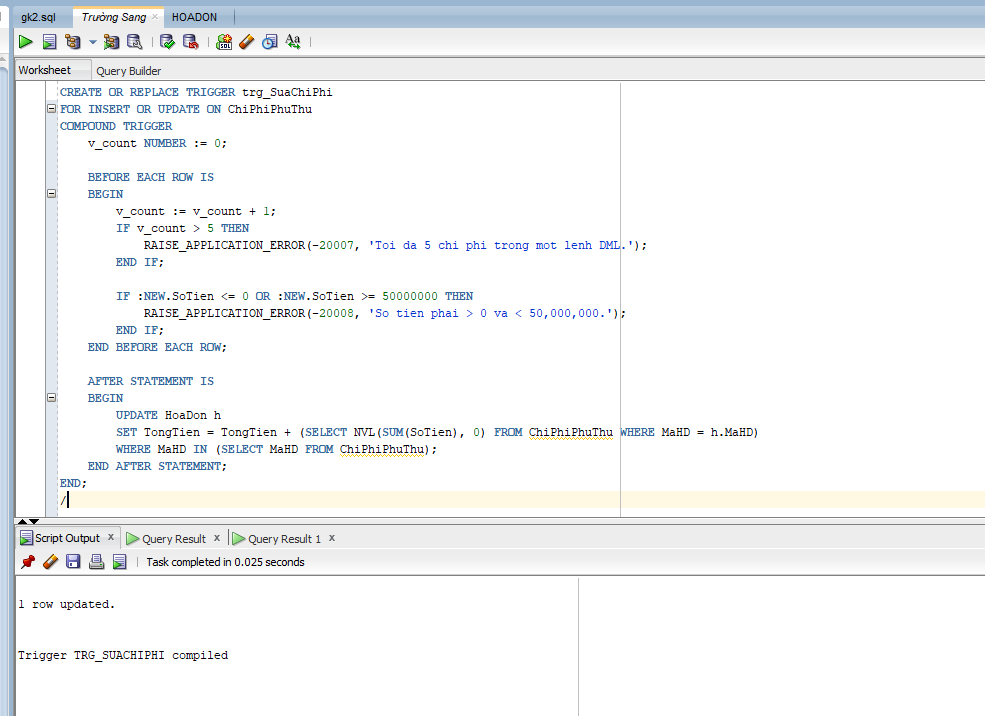 gk2.sql Trường Sang HOADON
Worksheet Query Builder
CREATE OR REPLACE TRIGGER trg_SuaChiPhi
FOR INSERT OR UPDATE ON ChiPhiPhuThu
COMPOUND TRIGGER
v_count NUMBER := 0;
BEFORE EACH ROW IS
BEGIN
v_count := v_count + 1;
IF v_count > 5 THEN
RAISE_APPLICATION_ERROR(-20007, 'Toi da 5 chi phi trong mot lenh DML.');
END IF;
IF :NEW.SoTien <= 0 OR :NEW.SoTien >= 50000000 THEN
RAISE_APPLICATION_ERROR(-20008, 'So tien phai > 0 va < 50,000,000.');
END IF;
END BEFORE EACH ROW;
AFTER STATEMENT IS
BEGIN
UPDATE HoaDon h
SET TongTien = TongTien + (SELECT NVL(SUM(SoTien), 0) FROM ChiPhiPhuThu WHERE MaHD = h.MaHD)
WHERE MaHD IN (SELECT MaHD FROM ChiPhiPhuThu);
END AFTER STATEMENT;
END;
/
Script Output x Query Result x Query Result 1 x
Task completed in 0.025 seconds
1 row updated.
Trigger TRG_SUACHIPHI compiled